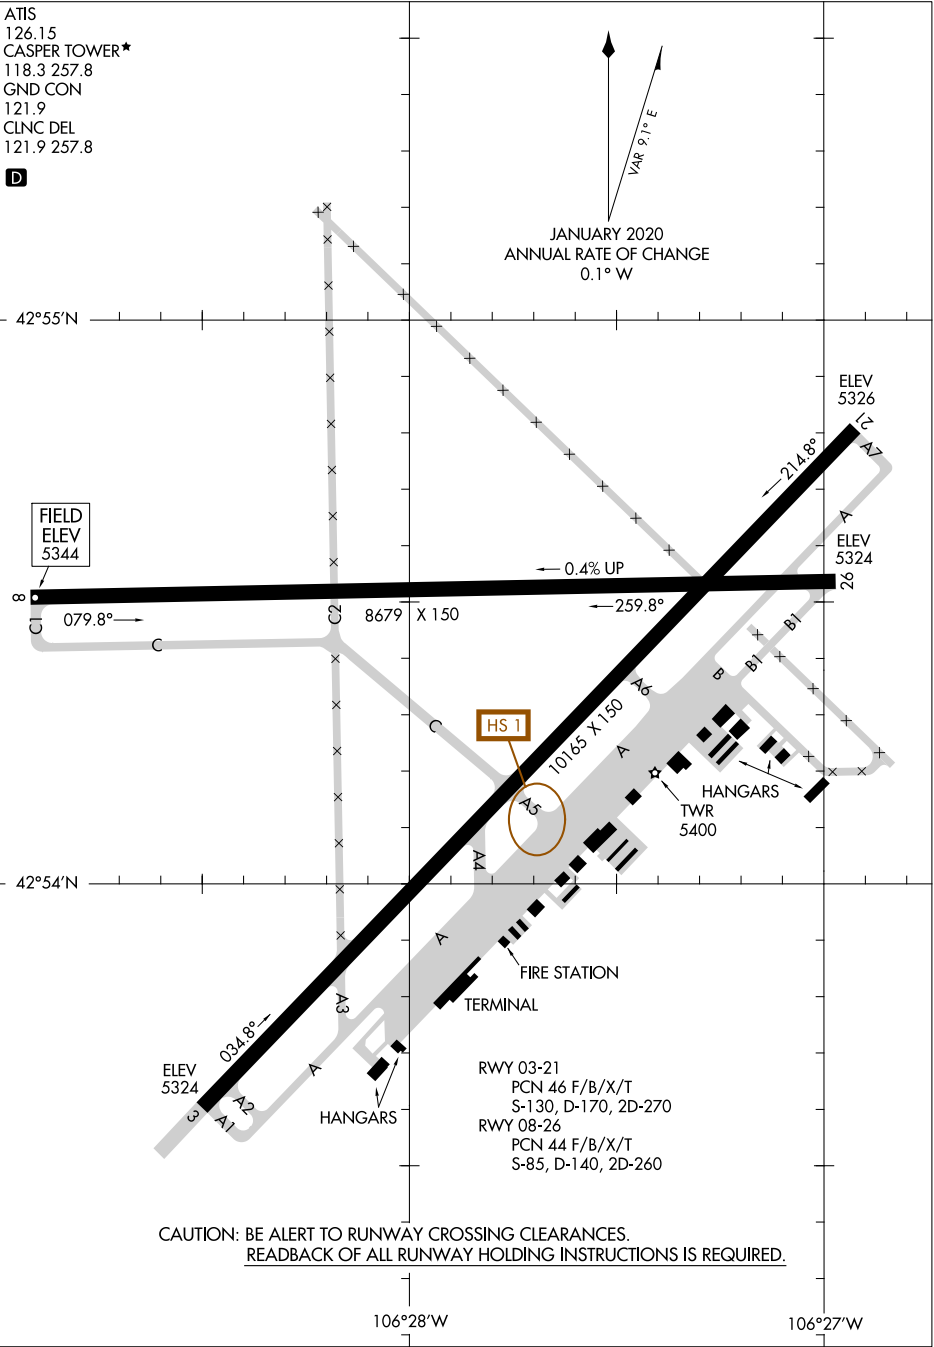 ATIS
126.15
CASPER TOWER★
118.3 257.8
GND CON
121.9
CLNC DEL
121.9 257.8
D
VAR 9.1° E
JANUARY 2020
ANNUAL RATE OF CHANGE
0.1° W
42°55'N
ELEV
5326
21
A7
214.8°
A
FIELD
ELEV
5344
ELEV
5324
0.4% UP
8
26
079.8°
8679 X 150
259.8°
C1
C2
C
B1
B1
B
A6
C
HS 1
10165 X 150
A
HANGARS
TWR
5400
A5
A4
42°54'N
A
FIRE STATION
TERMINAL
A3
034.8°
ELEV
5324
A
3
A2
A1
HANGARS
RWY 03-21
PCN 46 F/B/X/T
S-130, D-170, 2D-270
RWY 08-26
PCN 44 F/B/X/T
S-85, D-140, 2D-260
CAUTION: BE ALERT TO RUNWAY CROSSING CLEARANCES.
READBACK OF ALL RUNWAY HOLDING INSTRUCTIONS IS REQUIRED.
106°28'W
106°27'W